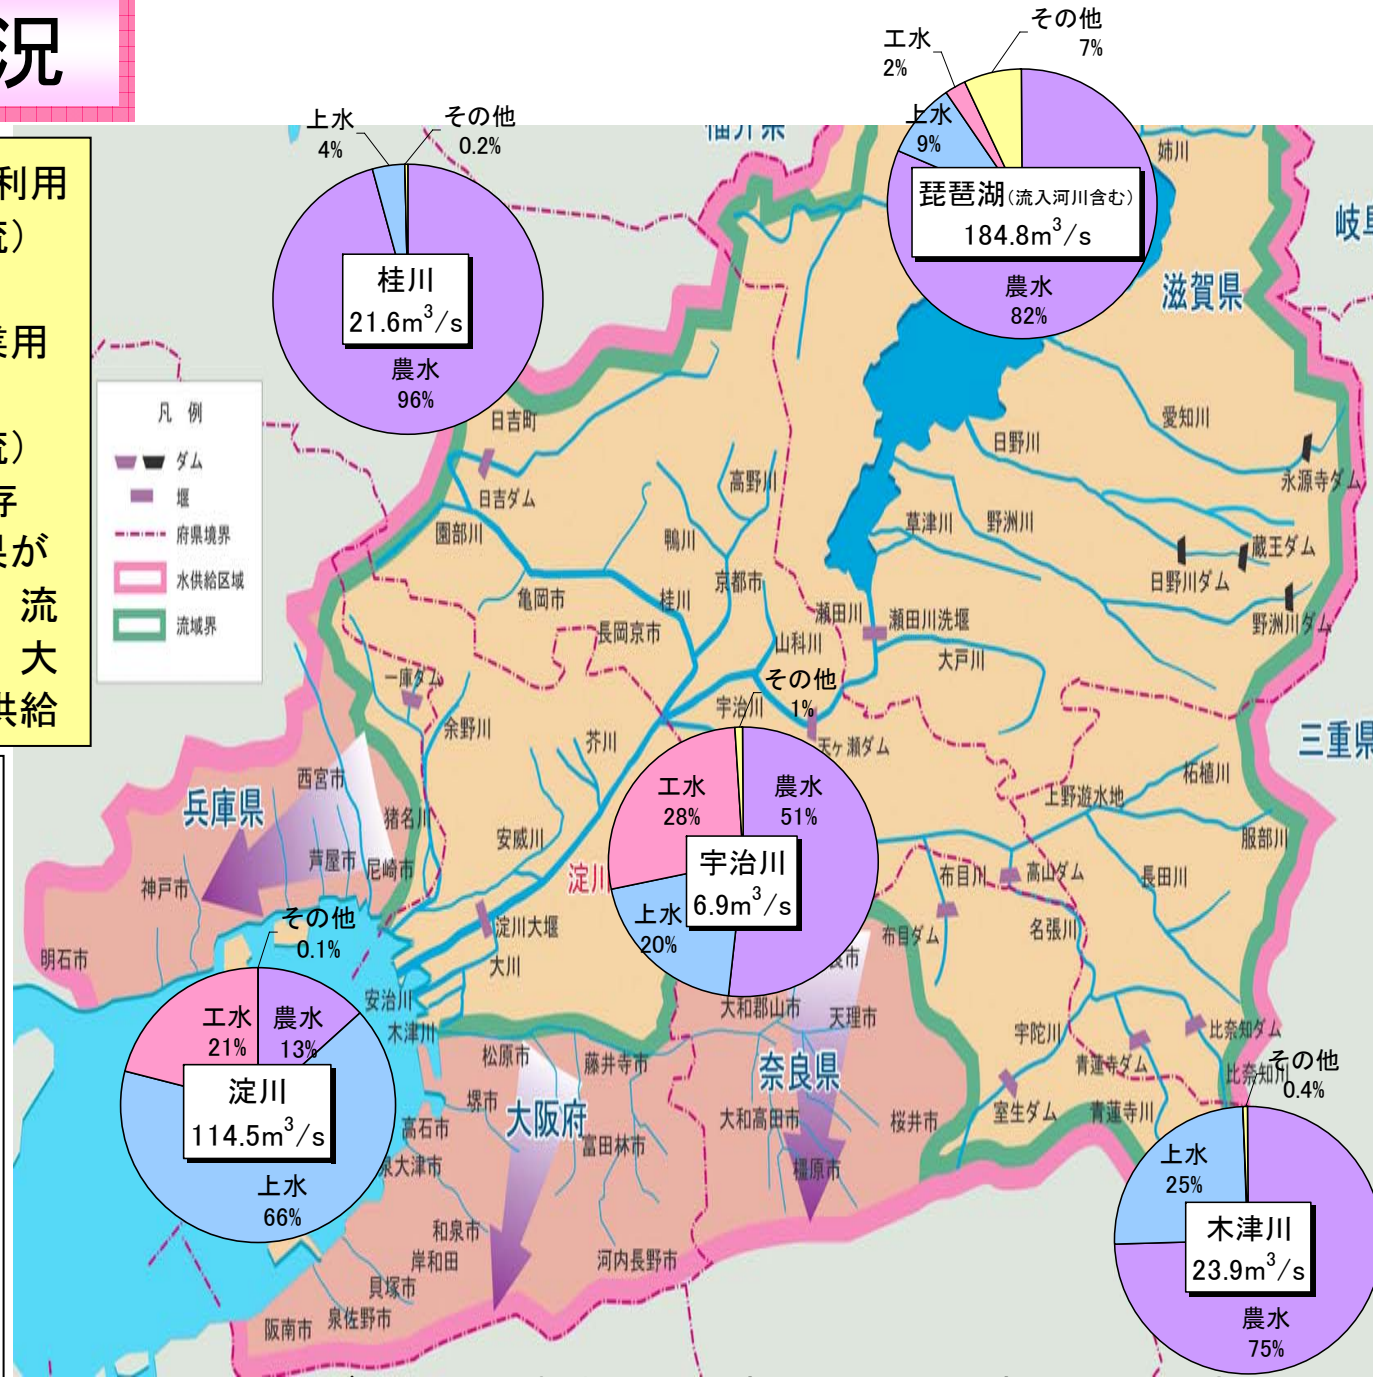 況
利用
流）
業用
流）
存
県が
流
大
供給
上水
4%
その他
0.2%
桂川
21.6m³/s
農水
96%
工水
2%
その他
7%
上水
9%
琵琶湖(流入河川含む)
184.8m³/s
農水
82%
福井県
姉川
岐阜
滋賀県
凡 例
ダム
堰
府県境界
水供給区域
流域界
日吉町
日吉ダム
園部川
亀岡市
高野川
鴨川
京都市
桂川
長岡京市
山科川
瀬田川
瀬田川洗堰
大戸川
草津川
野洲川
日野川
愛知川
永源寺ダム
蔵王ダム
日野川ダム
野洲川ダム
一庫ダム
余野川
芥川
宇治川
天ヶ瀬ダム
三重県
柘植川
上野遊水地
服部川
西宮市
兵庫県
猪名川
芦屋市
尼崎市
神戸市
明石市
安威川
淀川
淀川大堰
大川
その他
1%
工水
28%
農水
51%
宇治川
6.9m³/s
上水
20%
布目川
高山ダム
長田川
名張川
布目ダム
良市
大和郡山市
天理市
宇陀川
比奈知ダム
青蓮寺ダム
比奈知川
室生ダム
青蓮寺川
奈良県
大和高田市
桜井市
橿原市
安治川
木津川
松原市
藤井寺市
堺市
大阪府
高石市
富田林市
泉大津市
和泉市
岸和田
河内長野市
貝塚市
泉佐野市
阪南市
その他
0.1%
工水
21%
農水
13%
淀川
114.5m³/s
上水
66%
その他
0.4%
上水
25%
木津川
23.9m³/s
農水
75%